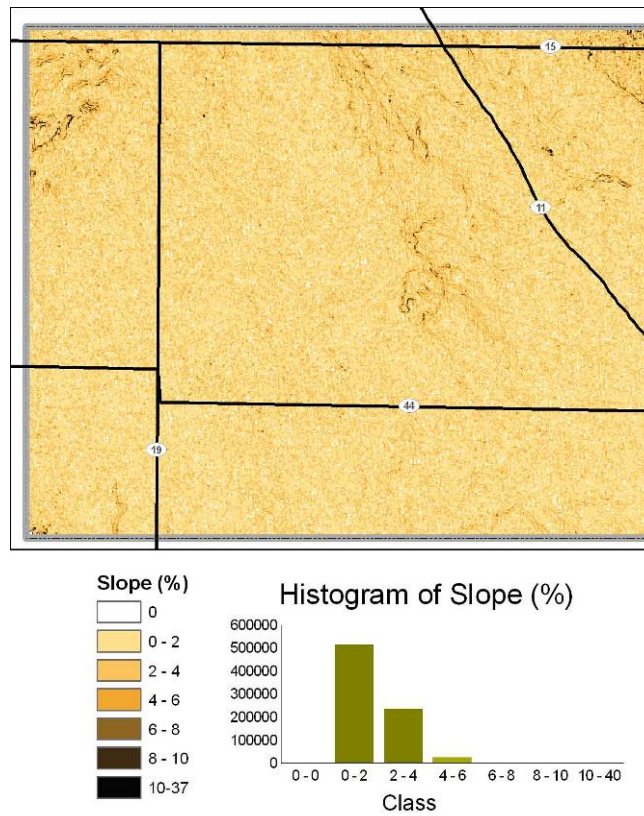 15
11
44
19
Slope (%)
0
0 - 2
2 - 4
4 - 6
6 - 8
8 - 10
10-37
Histogram of Slope (%)
600000
500000
400000
300000
200000
100000
0
0 - 0 0 - 2 2 - 4 4 - 6 6 - 8 8 - 10 10 - 40
Class